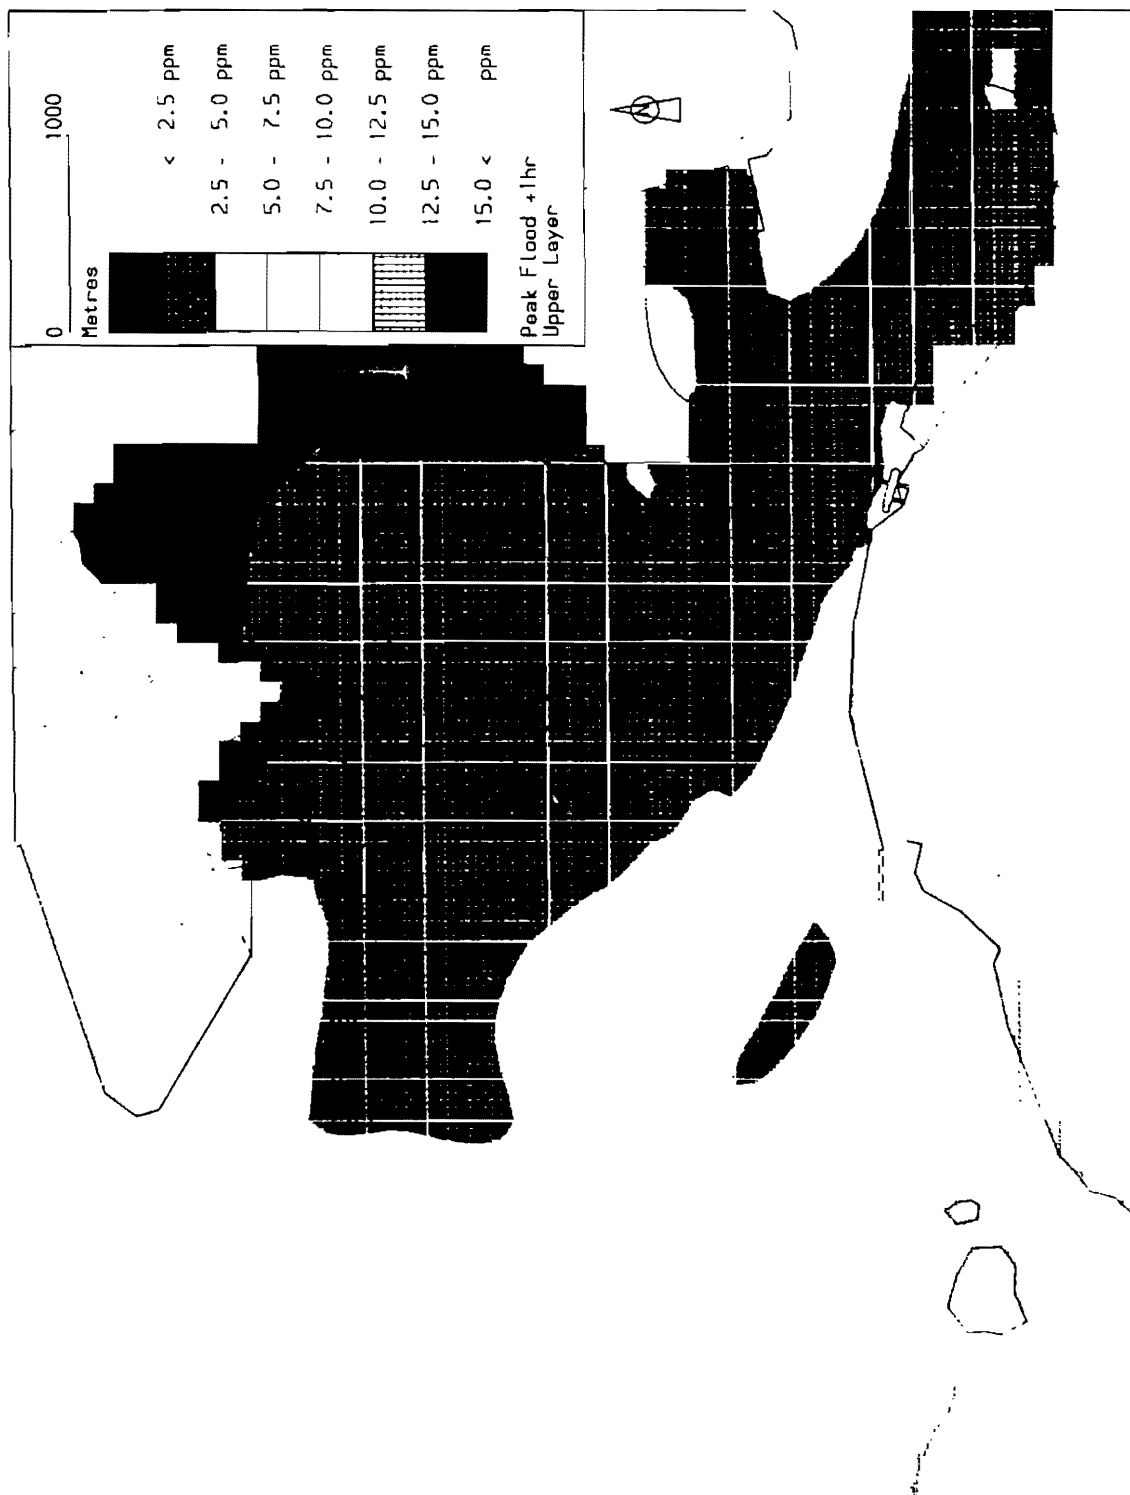 0 1000
Metres
< 2.5 ppm
2.5 - 5.0 ppm
5.0 - 7.5 ppm
7.5 - 10.0 ppm
10.0 - 12.5 ppm
12.5 - 15.0 ppm
15.0 < ppm
Peak Flood +1hr
Upper Layer
N